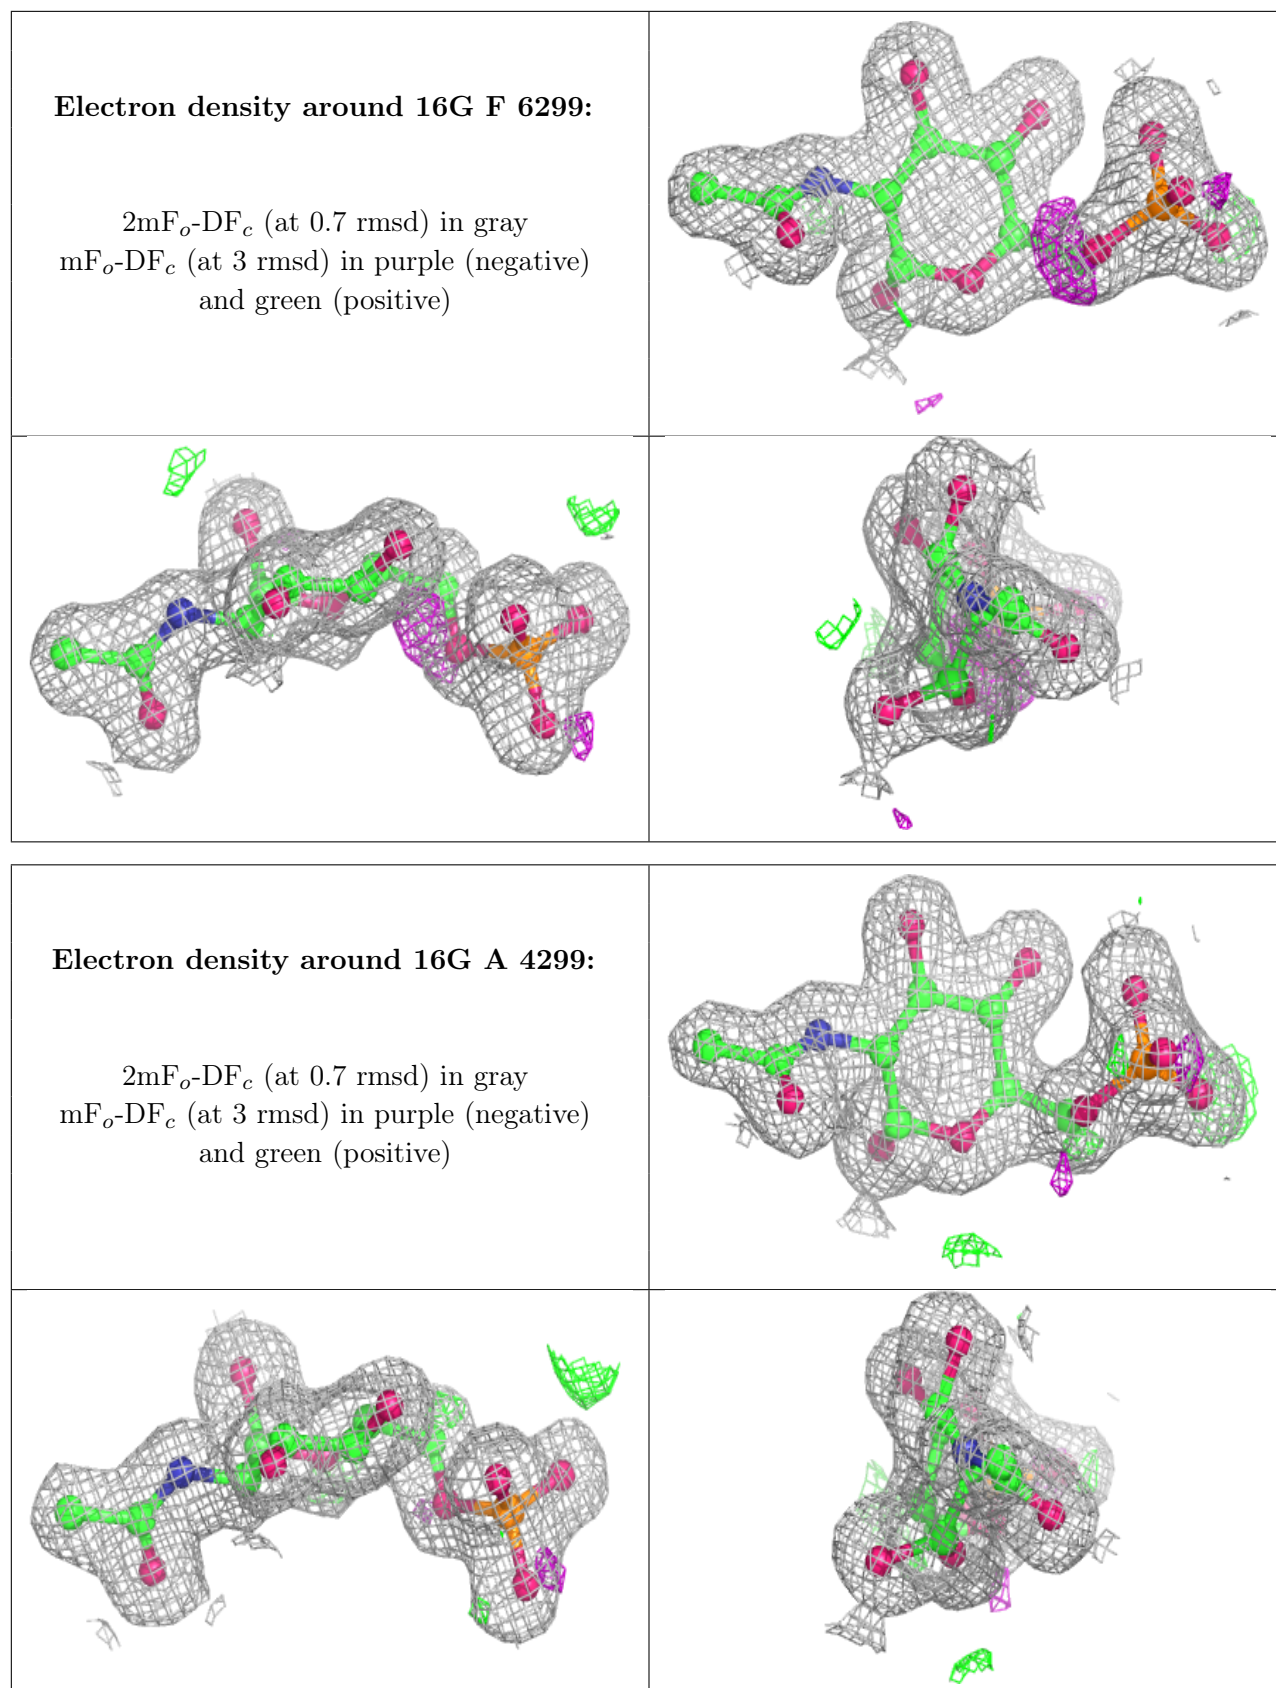 Electron density around 16G F 6299:
2mFₒ-DF𝒸 (at 0.7 rmsd) in gray
mFₒ-DF𝒸 (at 3 rmsd) in purple (negative)
and green (positive)
Electron density around 16G A 4299:
2mFₒ-DF𝒸 (at 0.7 rmsd) in gray
mFₒ-DF𝒸 (at 3 rmsd) in purple (negative)
and green (positive)